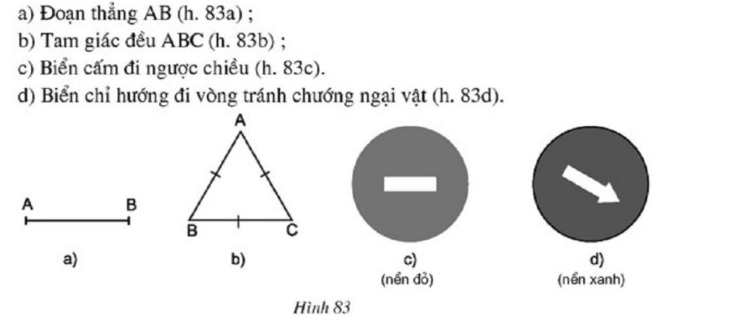 a) Đoạn thẳng AB (h. 83a) ;
b) Tam giác đều ABC (h. 83b) ;
c) Biển cấm đi ngược chiều (h. 83c).
d) Biển chỉ hướng đi vòng tránh chướng ngại vật (h. 83d).
A
A B
B C
a) b) c) d)
(nền đỏ) (nền xanh)
Hình 83